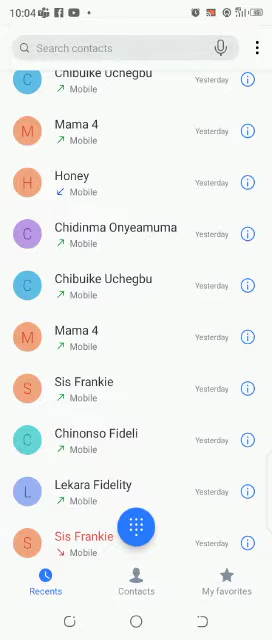 10:04
Search contacts
C Chibuike Uchegbu Yesterday
Mobile
M Mama 4 Yesterday
Mobile
H Honey Yesterday
Mobile
C Chidinma Onyeamuma Yesterday
Mobile
C Chibuike Uchegbu Yesterday
Mobile
M Mama 4 Yesterday
Mobile
S Sis Frankie Yesterday
Mobile
C Chinonso Fideli Yesterday
Mobile
L Lekara Fidelity Yesterday
Mobile
S Sis Frankie Yesterday
Mobile
Recents Contacts My favorites